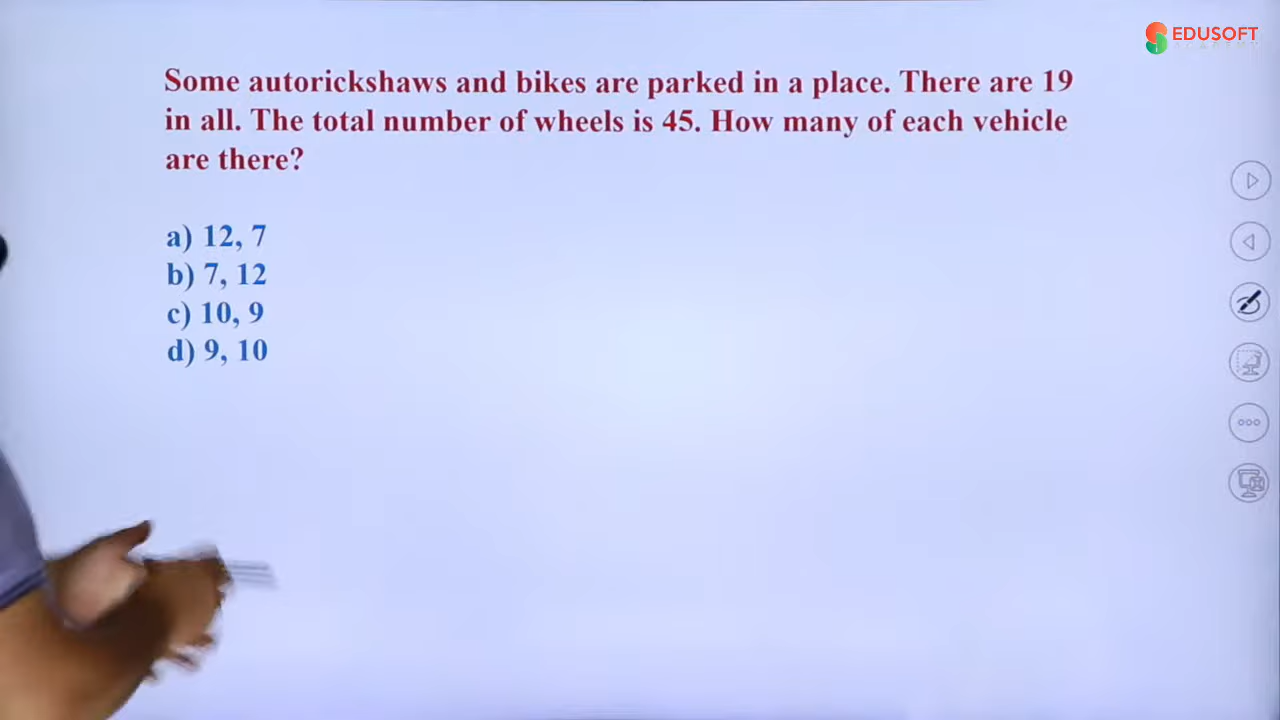 EDUSOFT
ACADEMY
Some autorickshaws and bikes are parked in a place. There are 19
in all. The total number of wheels is 45. How many of each vehicle
are there?
a) 12, 7
b) 7, 12
c) 10, 9
d) 9, 10